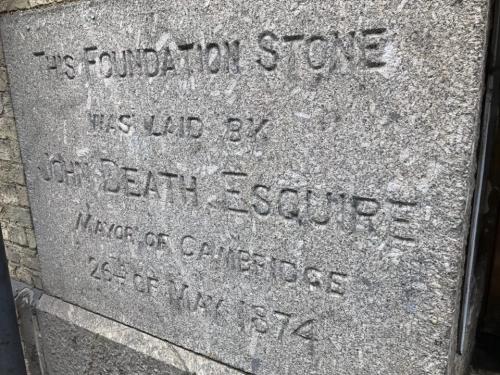 THIS FOUNDATION STONE
WAS LAID BY
JOHN DEATH ESQUIRE
MAYOR OF CAMBRIDGE
26TH OF MAY 1874